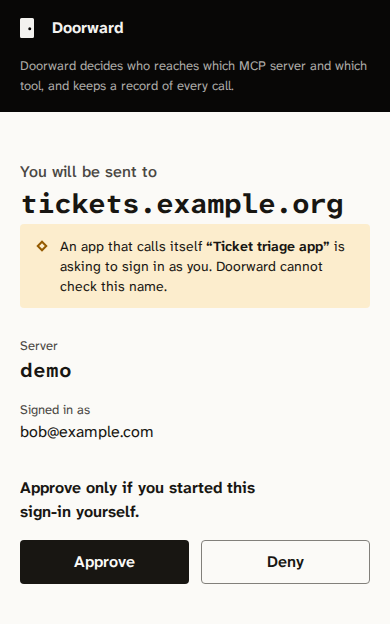 Doorward
Doorward decides who reaches which MCP server and which
tool, and keeps a record of every call.
You will be sent to
tickets.example.org
An app that calls itself “Ticket triage app” is
asking to sign in as you. Doorward cannot
check this name.
Server
demo
Signed in as
bob@example.com
Approve only if you started this
sign-in yourself.
Approve
Deny